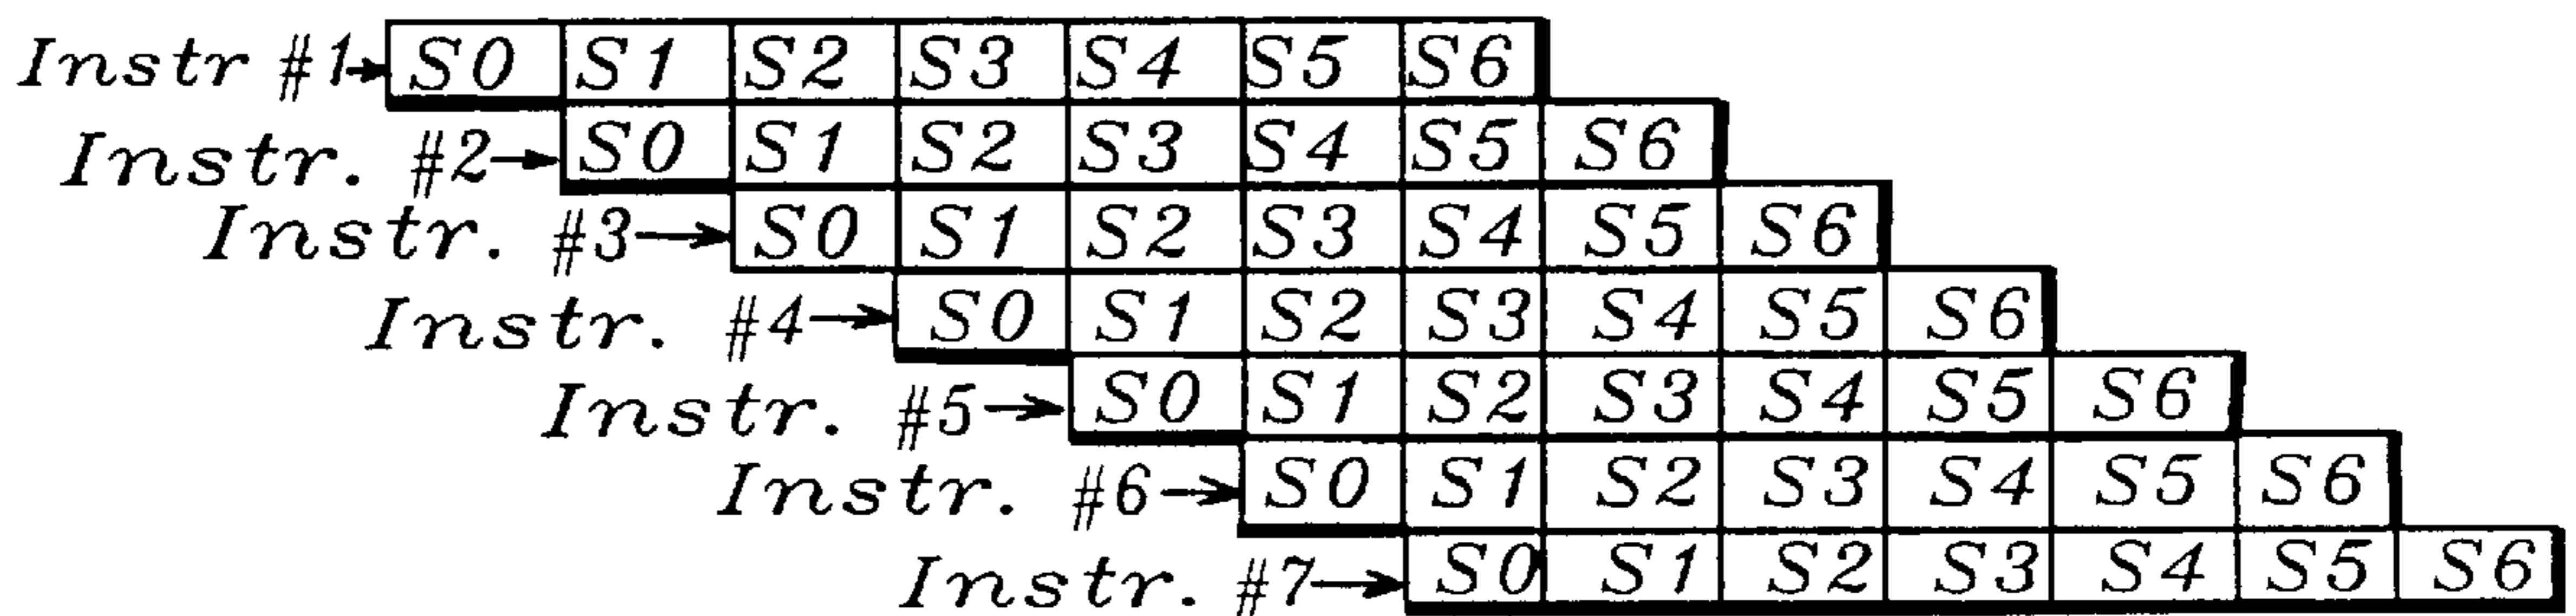 Instr #1 S0 S1 S2 S3 S4 S5 S6
Instr. #2 S0 S1 S2 S3 S4 S5 S6
Instr. #3 S0 S1 S2 S3 S4 S5 S6
Instr. #4 S0 S1 S2 S3 S4 S5 S6
Instr. #5 S0 S1 S2 S3 S4 S5 S6
Instr. #6 S0 S1 S2 S3 S4 S5 S6
Instr. #7 S0 S1 S2 S3 S4 S5 S6